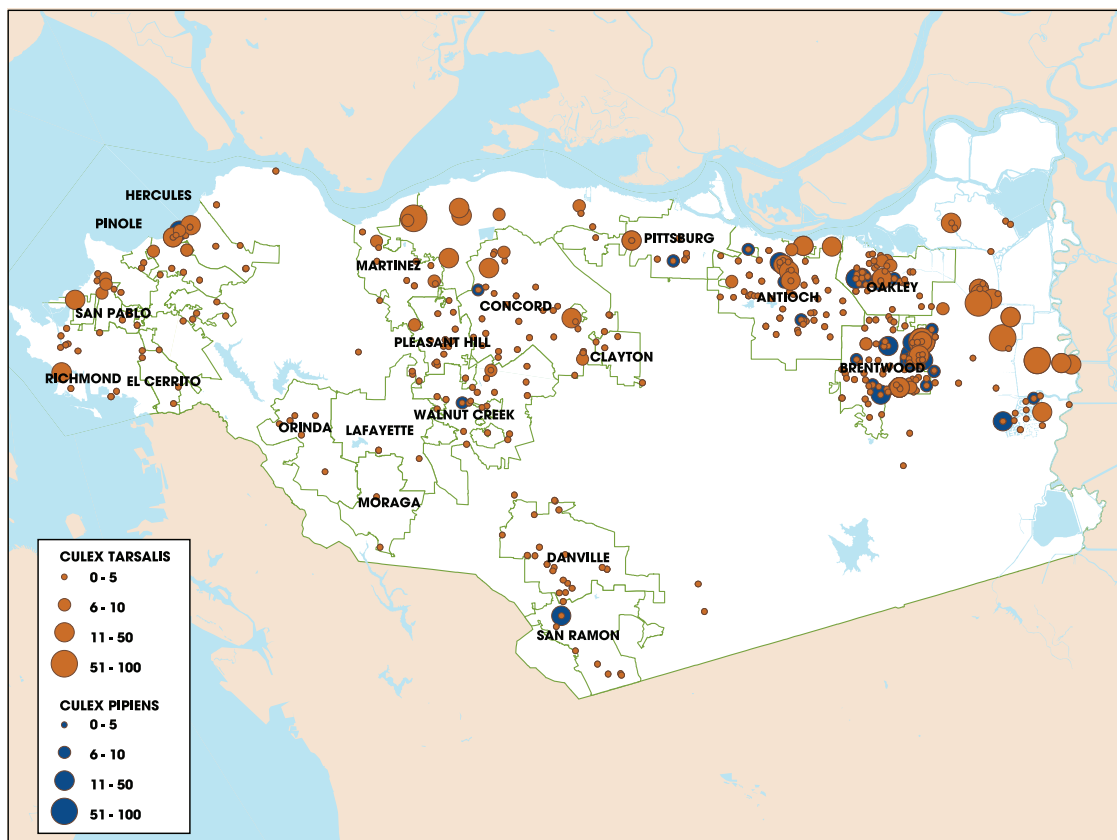 HERCULES
PINOLE
PITTSBURG
MARTINEZ
ANTIOCH
OAKLEY
CONCORD
SAN PABLO
PLEASANT HILL
CLAYTON
BRENTWOOD
RICHMOND
EL CERRITO
WALNUT CREEK
ORINDA
LAFAYETTE
MORAGA
DANVILLE
SAN RAMON
CULEX TARSALIS
0 - 5
6 - 10
11 - 50
51 - 100
CULEX PIPIENS
0 - 5
6 - 10
11 - 50
51 - 100